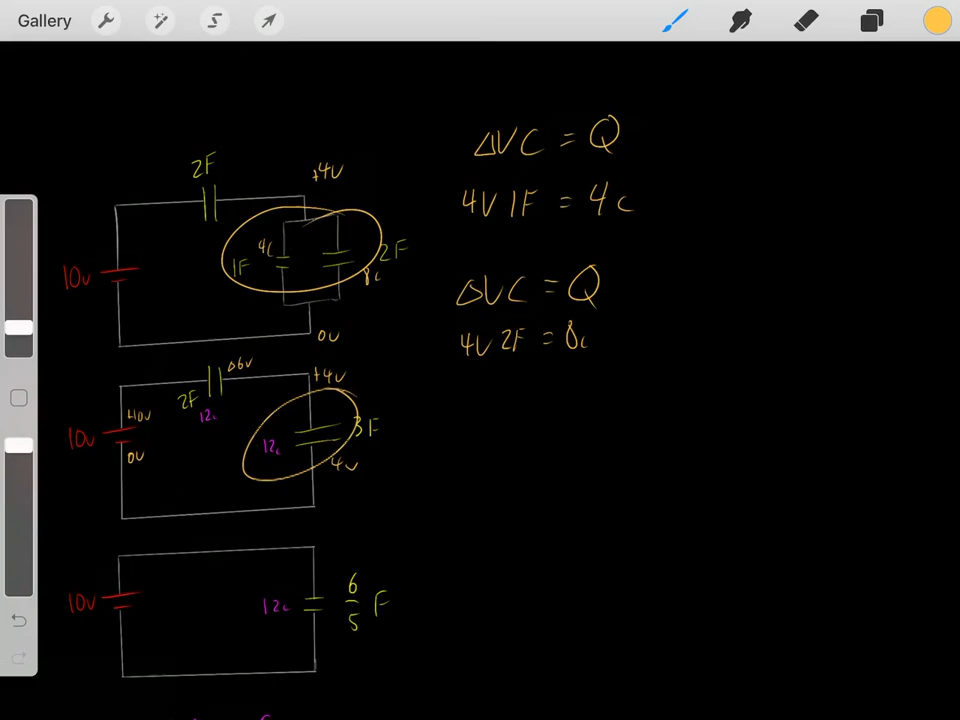 Gallery
ΔVC = Q
4V 1F = 4c
ΔVC = Q
4V 2F = 8c
2F
+4V
10V
4c
1F
2F
8c
0V
Δ6V
+4V
2F
12c
+10V
10V
0V
12c
3F
4V
10V
12c
6/5 F